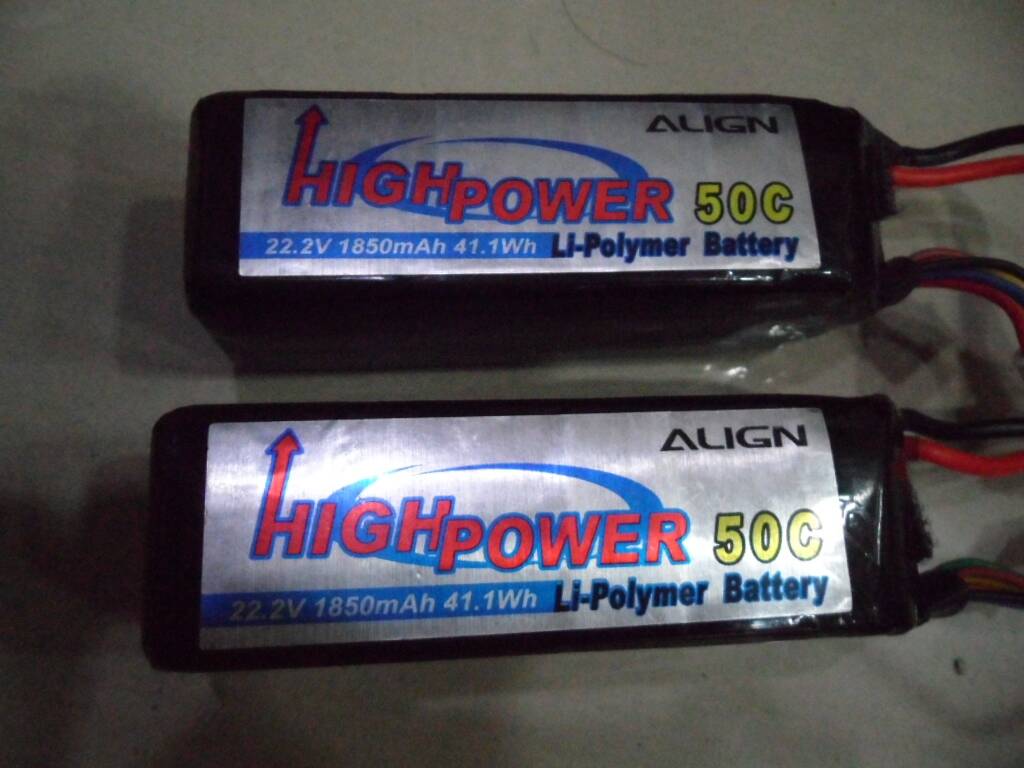 ALIGN
HIGHPOWER 50C
22.2V 1850mAh 41.1Wh Li-Polymer Battery
ALIGN
HIGHPOWER 50C
22.2V 1850mAh 41.1Wh Li-Polymer Battery